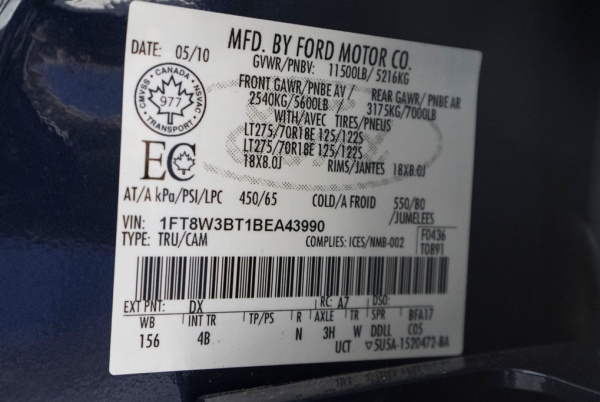 MFD. BY FORD MOTOR CO.
DATE: 05/10
GVWR/PNBV: 11500LB/ 5216KG
FRONT GAWR/PNBE AV/ REAR GAWR/ PNBE AR
2540KG/5600LB 3175KG/7000LB
WITH/AVEC TIRES/PNEUS
LT275/70R18E 125/122S
LT275/70R18E 125/122S
18X8.0J RIMS/JANTES 18X8.0J
CANADA
CMVSS NSVAC
977
TRANSPORT
EC
AT/A kPa/PSI/LPC 450/65 COLD/A FROID 550/80
/JUMELEES
VIN: 1FT8W3BT1BEA43990
TYPE: TRU/CAM COMPLIES: ICES/NMB-002
F0436
T0891
EXT PNT: DX RC: A7 DSO:
WB INT TR TP/PS R AXLE TR SPR BFA17
156 4B N 3H W DDLL C05
UCT 5U5A-1520472-BA